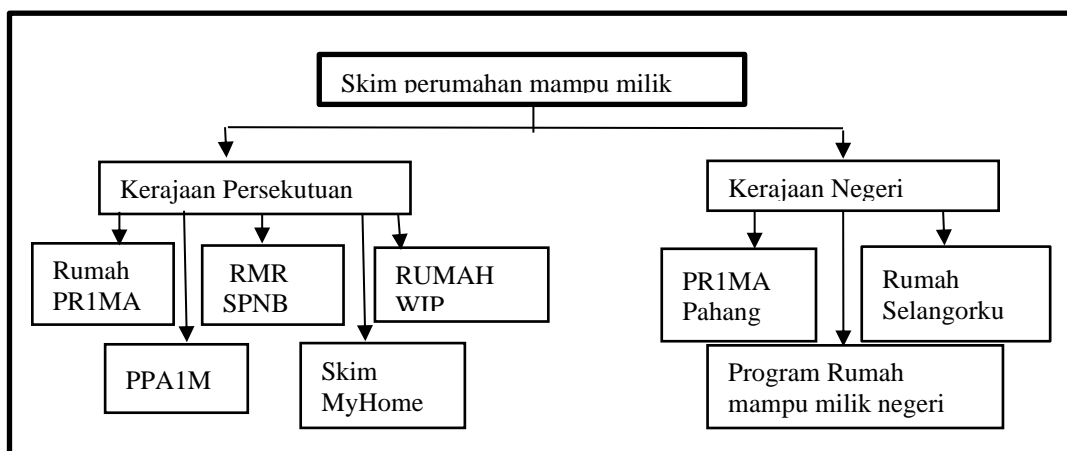 Skim perumahan mampu milik
Kerajaan Persekutuan
Kerajaan Negeri
Rumah
PR1MA
RMR
SPNB
RUMAH
WIP
PR1MA
Pahang
Rumah
Selangorku
PPA1M
Skim
MyHome
Program Rumah
mampu milik negeri